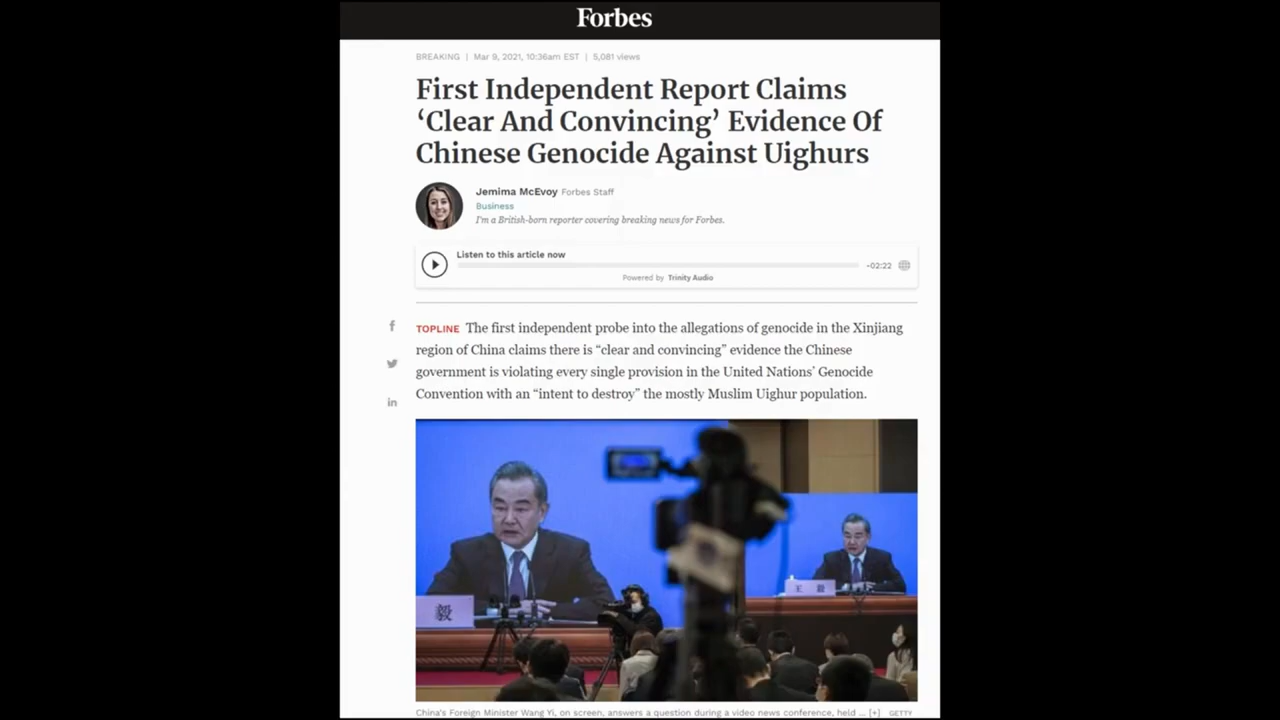 Forbes
BREAKING | Mar 9, 2021, 10:36am EST | 5,081 views
First Independent Report Claims
‘Clear And Convincing’ Evidence Of
Chinese Genocide Against Uighurs
Jemima McEvoy Forbes Staff
Business
I'm a British-born reporter covering breaking news for Forbes.
Listen to this article now
-02:22
Powered by Trinity Audio
TOPLINE The first independent probe into the allegations of genocide in the Xinjiang
region of China claims there is “clear and convincing” evidence the Chinese
government is violating every single provision in the United Nations’ Genocide
Convention with an “intent to destroy” the mostly Muslim Uighur population.
毅
王 毅
China's Foreign Minister Wang Yi, on screen, answers a question during a video news conference, held ... [+] GETTY